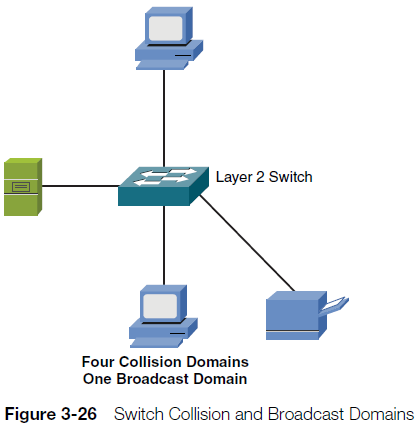 Layer 2 Switch
Four Collision Domains
One Broadcast Domain
Figure 3-26 Switch Collision and Broadcast Domains